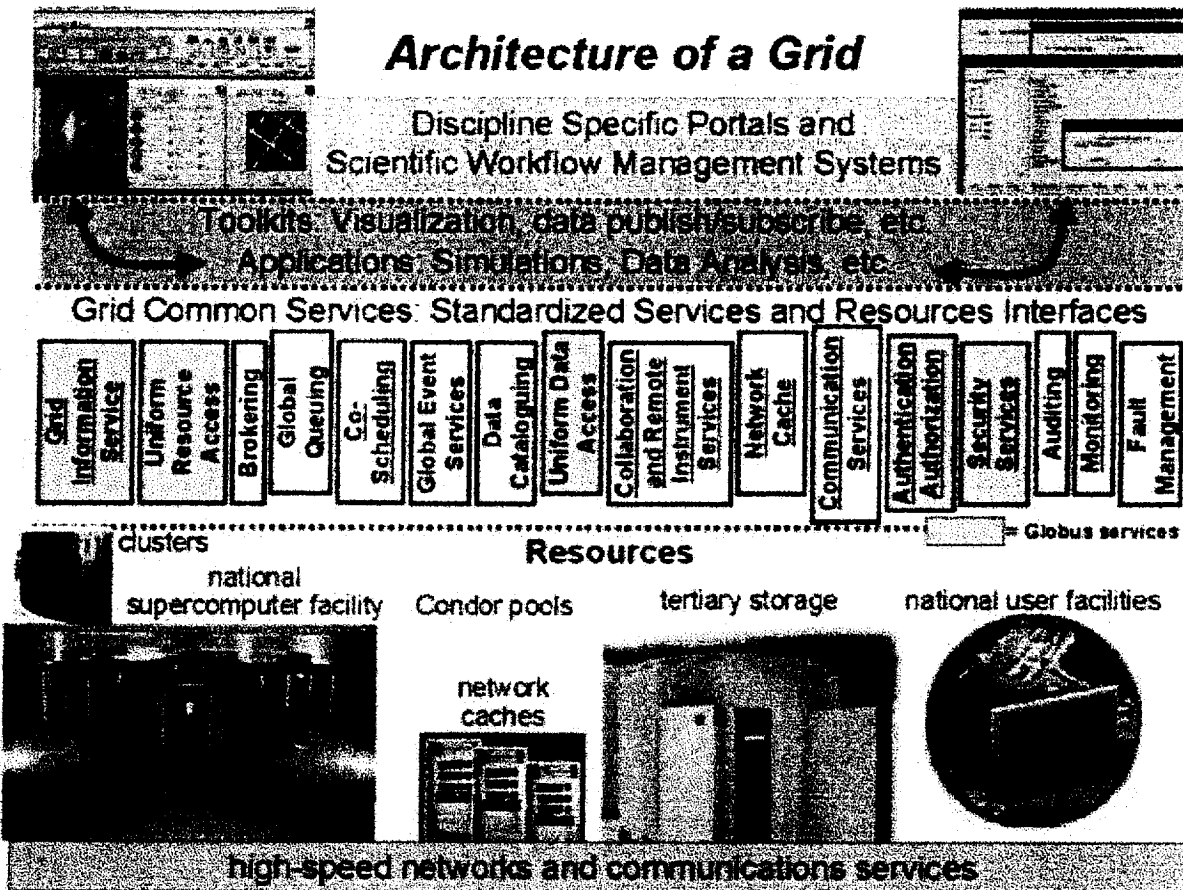 Architecture of a Grid
Discipline Specific Portals and
Scientific Workflow Management Systems
Toolkits: Visualization, data publish/subscribe, etc.
Applications: Simulations, Data Analysis, etc.
Grid Common Services: Standardized Services and Resources Interfaces
Grid
Information
Service
Uniform
Resource
Access
Brokering
Global
Queuing
Co-
Scheduling
Global Event
Services
Data
Cataloguing
Uniform Data
Access
Collaboration
and Remote
Instrument
Services
Network
Cache
Communication
Services
Authentication
Authorization
Security
Services
Auditing
Monitoring
Fault
Management
= Globus services
Resources
clusters
national
supercomputer facility
Condor pools
network
caches
tertiary storage
national user facilities
high-speed networks and communications services